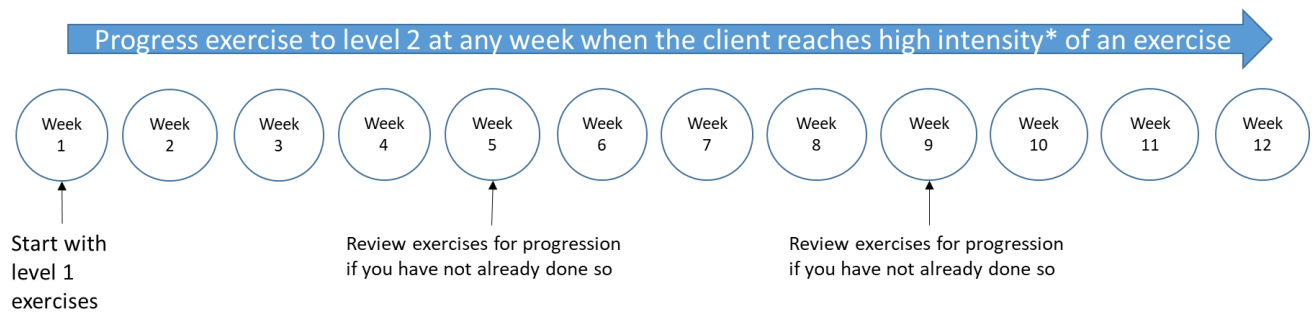 Progress exercise to level 2 at any week when the client reaches high intensity* of an exercise
Week
1
Week
2
Week
3
Week
4
Week
5
Week
6
Week
7
Week
8
Week
9
Week
10
Week
11
Week
12
Start with
level 1
exercises
Review exercises for progression
if you have not already done so
Review exercises for progression
if you have not already done so